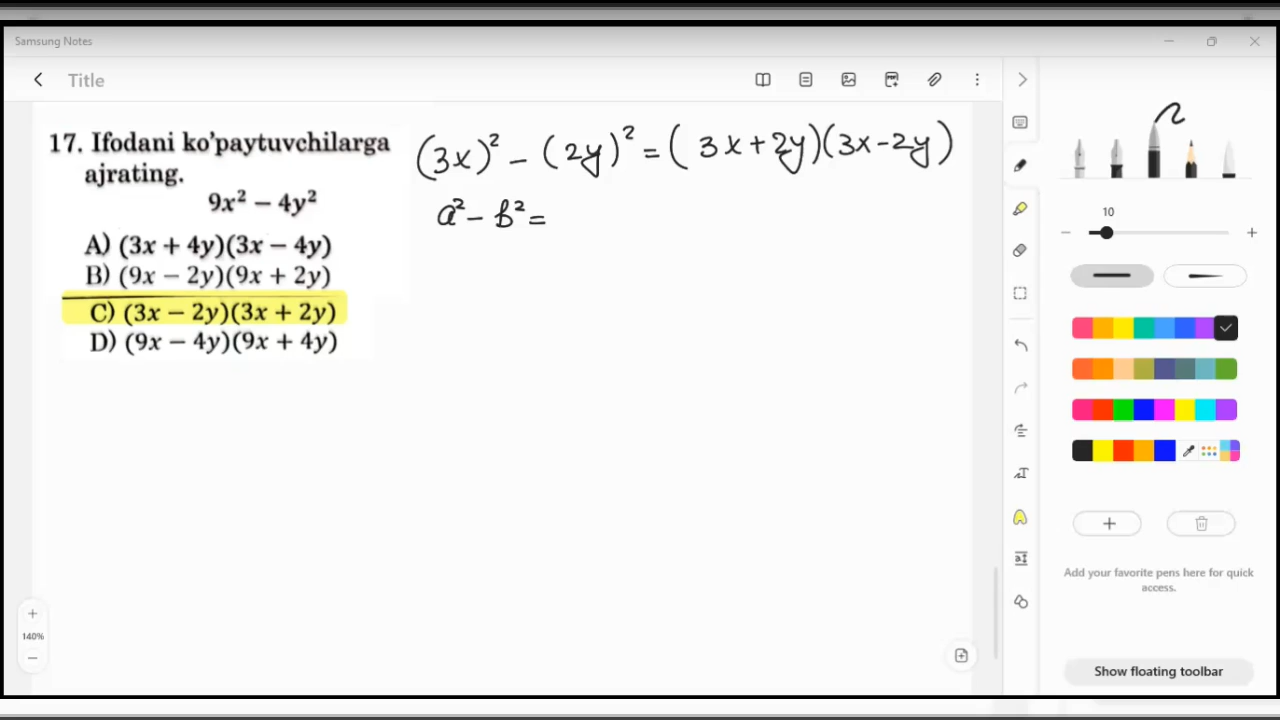 Samsung Notes
Title
17. Ifodani ko'paytuvchilarga
ajrating.
9x² − 4y²
A) (3x + 4y)(3x − 4y)
B) (9x − 2y)(9x + 2y)
C) (3x − 2y)(3x + 2y)
D) (9x − 4y)(9x + 4y)
(3x)² − (2y)² = (3x+2y)(3x−2y)
a² − b² =
10
140%
Add your favorite pens here for quick
access.
Show floating toolbar